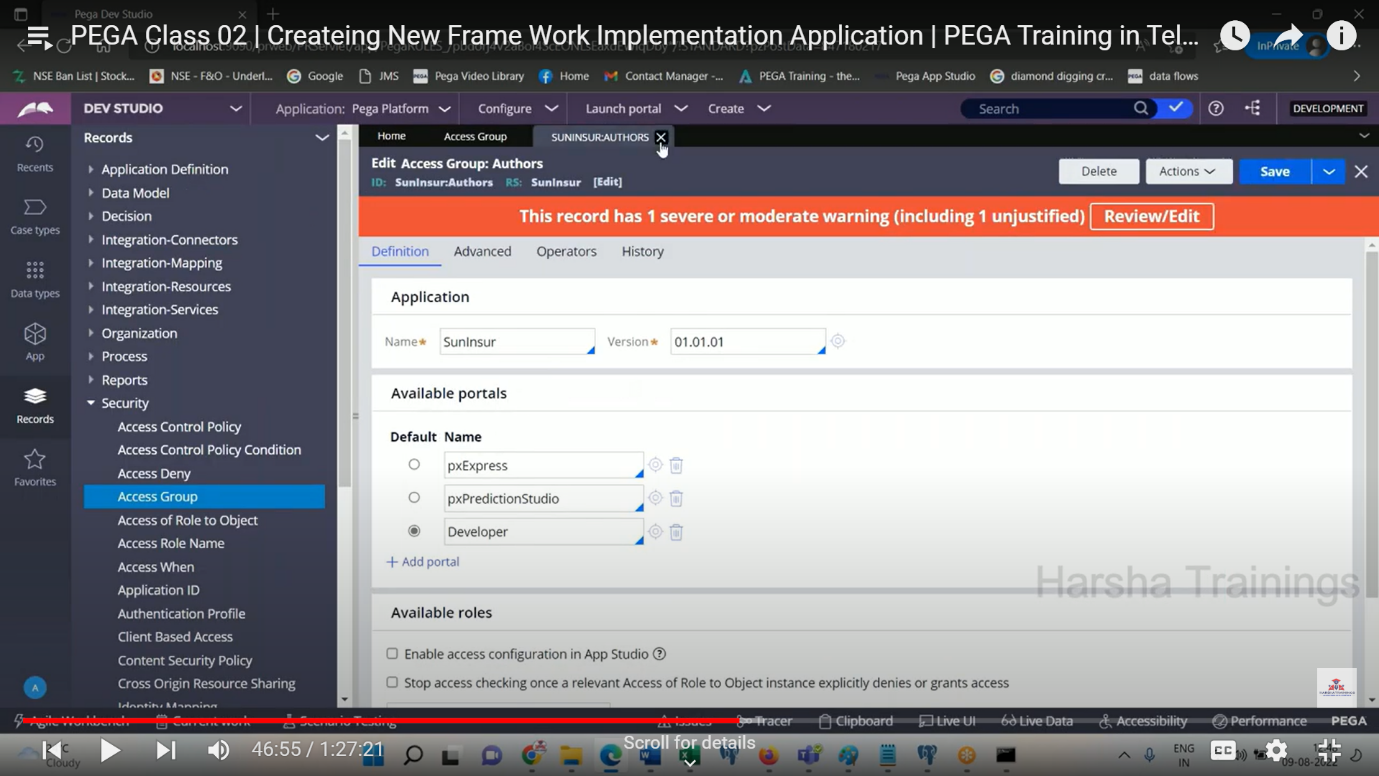 Pega Dev Studio
PEGA Class 02 | Createing New Frame Work Implementation Application | PEGA Training in Tel...
InPrivate
NSE Ban List | Stock...
NSE - F&O - Underl...
Google
JMS
Pega Video Library
Home
Contact Manager -...
PEGA Training - the...
Pega App Studio
diamond digging cr...
data flows
DEV STUDIO
Application: Pega Platform
Configure
Launch portal
Create
Search
DEVELOPMENT
Recents
Case types
Data types
App
Records
Favorites
A
Records
Application Definition
Data Model
Decision
Integration-Connectors
Integration-Mapping
Integration-Resources
Integration-Services
Organization
Process
Reports
Security
Access Control Policy
Access Control Policy Condition
Access Deny
Access Group
Access of Role to Object
Access Role Name
Access When
Application ID
Authentication Profile
Client Based Access
Content Security Policy
Cross Origin Resource Sharing
Identity Mapping
Home
Access Group
SUNINSUR:AUTHORS
Edit Access Group: Authors
ID: SunInsur:Authors RS: SunInsur [Edit]
Delete
Actions
Save
This record has 1 severe or moderate warning (including 1 unjustified)
Review/Edit
Definition
Advanced
Operators
History
Application
Name* SunInsur Version* 01.01.01
Available portals
Default Name
pxExpress
pxPredictionStudio
Developer
+ Add portal
Harsha Trainings
Available roles
Enable access configuration in App Studio
Stop access checking once a relevant Access of Role to Object instance explicitly denies or grants access
Agile Workbench
Current work
Scenario Testing
Issues
Tracer
Clipboard
Live UI
Live Data
Accessibility
Performance
PEGA
46:55 / 1:27:21
Scroll for details
Cloudy
ENG
IN
CC
09-08-2022